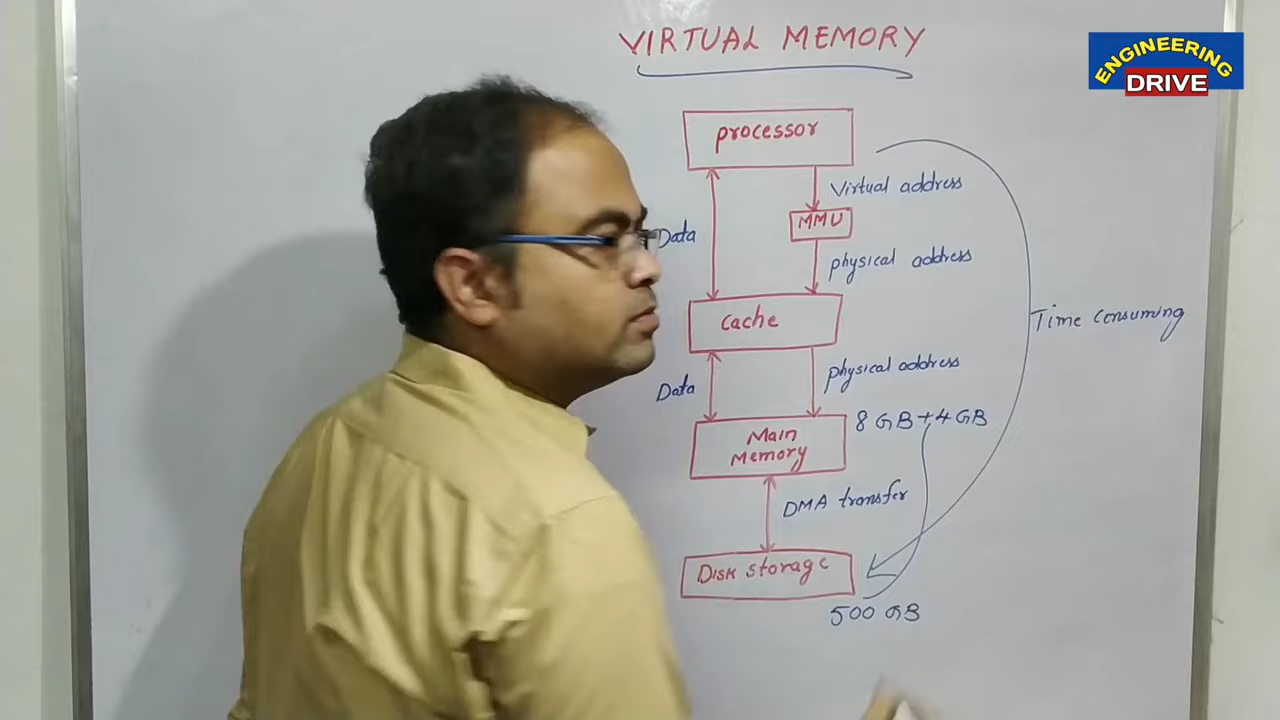 VIRTUAL MEMORY
ENGINEERING
DRIVE
processor
Virtual address
MMU
Data
physical address
cache
Time consuming
physical address
Data
8 GB + 4 GB
Main
Memory
DMA transfer
Disk storage
500 GB